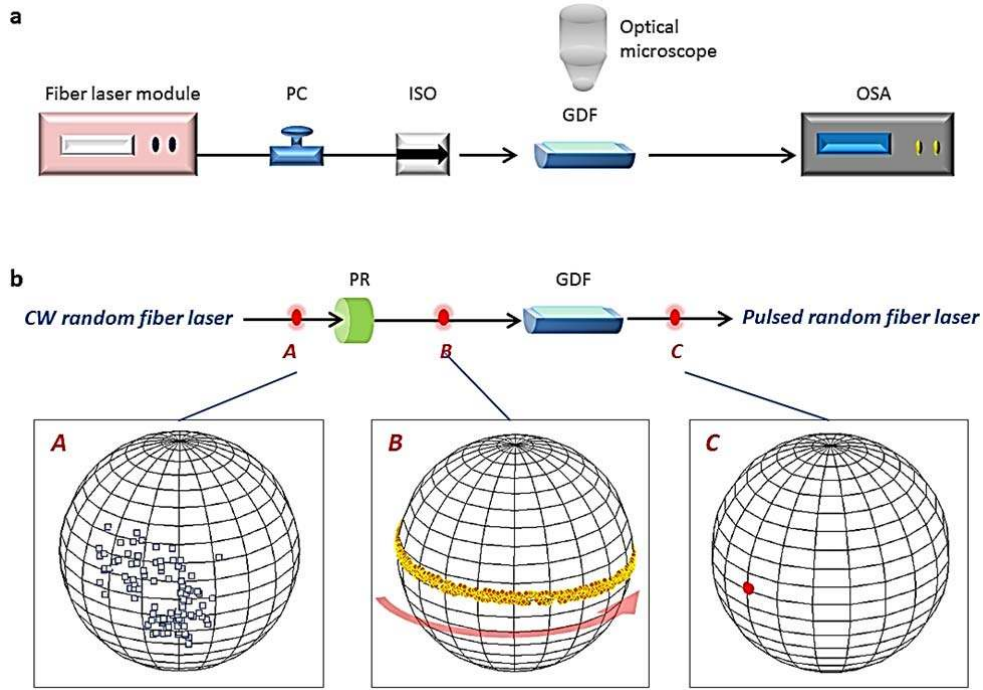 a
Optical
microscope
Fiber laser module
PC
ISO
GDF
OSA
b
PR
GDF
CW random fiber laser
Pulsed random fiber laser
A
B
C
A
B
C